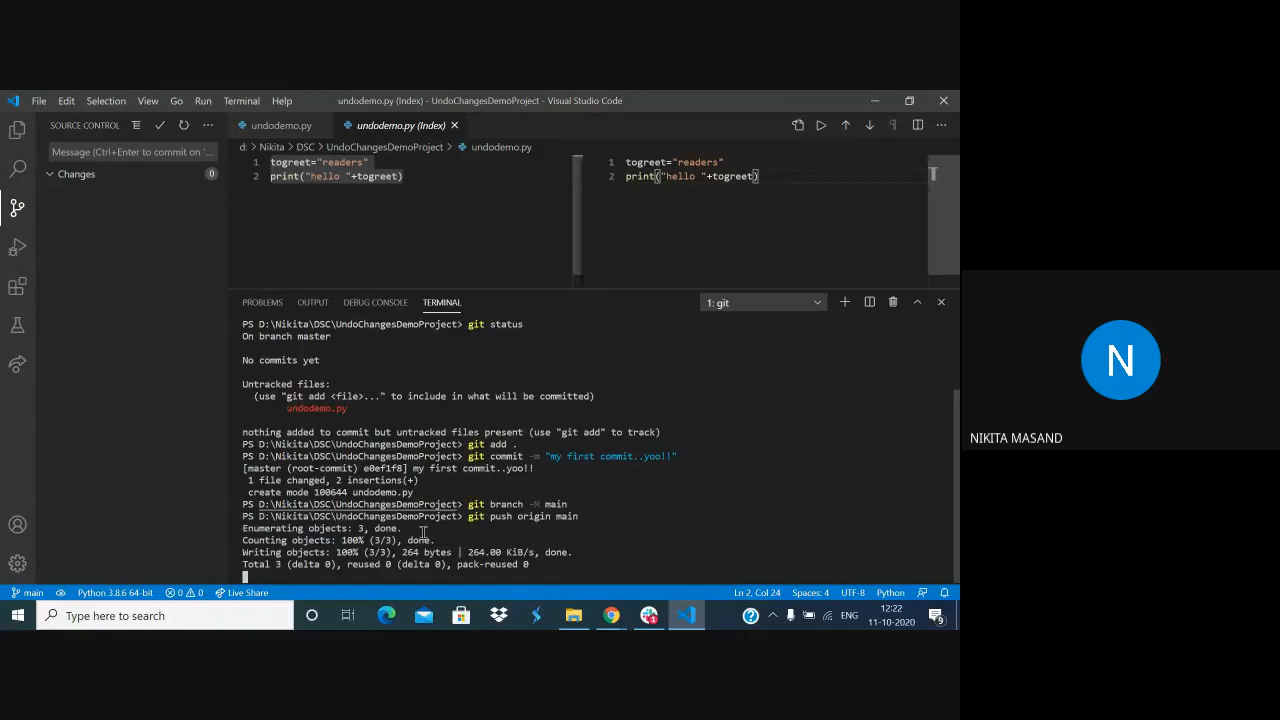 File Edit Selection View Go Run Terminal Help
undodemo.py (Index) - UndoChangesDemoProject - Visual Studio Code
SOURCE CONTROL
undodemo.py
undodemo.py (Index)
Message (Ctrl+Enter to commit on '...
Changes 0
d: > Nikita > DSC > UndoChangesDemoProject > undodemo.py
1 togreet="readers"
2 print("hello "+togreet)
1 togreet="readers"
2 print("hello "+togreet)
PROBLEMS OUTPUT DEBUG CONSOLE TERMINAL
1: git
PS D:\Nikita\DSC\UndoChangesDemoProject> git status
On branch master
No commits yet
Untracked files:
(use "git add <file>..." to include in what will be committed)
undodemo.py
nothing added to commit but untracked files present (use "git add" to track)
PS D:\Nikita\DSC\UndoChangesDemoProject> git add .
PS D:\Nikita\DSC\UndoChangesDemoProject> git commit -m "my first commit..yoo!!"
[master (root-commit) e0ef1f8] my first commit..yoo!!
1 file changed, 2 insertions(+)
create mode 100644 undodemo.py
PS D:\Nikita\DSC\UndoChangesDemoProject> git branch -M main
PS D:\Nikita\DSC\UndoChangesDemoProject> git push origin main
Enumerating objects: 3, done.
Counting objects: 100% (3/3), done.
Writing objects: 100% (3/3), 264 bytes | 264.00 KiB/s, done.
Total 3 (delta 0), reused 0 (delta 0), pack-reused 0
main Python 3.8.6 64-bit 0 0 Live Share
Ln 2, Col 24 Spaces: 4 UTF-8 CRLF Python
Type here to search
ENG
12:22
11-10-2020
9
N
NIKITA MASAND